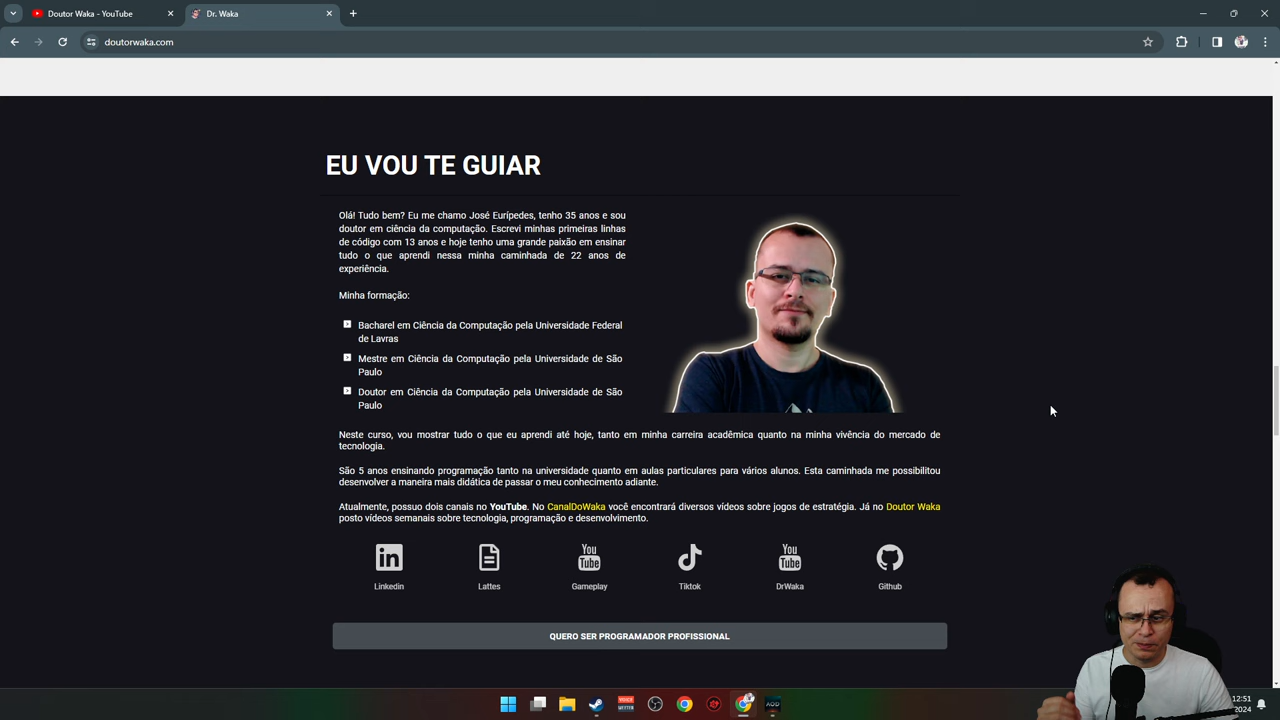 Doutor Waka - YouTube
Dr. Waka
doutorwaka.com
EU VOU TE GUIAR
Olá! Tudo bem? Eu me chamo José Eurípedes, tenho 35 anos e sou
doutor em ciência da computação. Escrevi minhas primeiras linhas
de código com 13 anos e hoje tenho uma grande paixão em ensinar
tudo o que aprendi nessa minha caminhada de 22 anos de
experiência.
Minha formação:
Bacharel em Ciência da Computação pela Universidade Federal
de Lavras
Mestre em Ciência da Computação pela Universidade de São
Paulo
Doutor em Ciência da Computação pela Universidade de São
Paulo
Neste curso, vou mostrar tudo o que eu aprendi até hoje, tanto em minha carreira acadêmica quanto na minha vivência do mercado de
tecnologia.
São 5 anos ensinando programação tanto na universidade quanto em aulas particulares para vários alunos. Esta caminhada me possibilitou
desenvolver a maneira mais didática de passar o meu conhecimento adiante.
Atualmente, possuo dois canais no YouTube. No CanalDoWaka você encontrará diversos vídeos sobre jogos de estratégia. Já no Doutor Waka
posto vídeos semanais sobre tecnologia, programação e desenvolvimento.
in
You Tube
You Tube
Linkedin
Lattes
Gameplay
Tiktok
DrWaka
Github
QUERO SER PROGRAMADOR PROFISSIONAL
AOD
12:51
2024